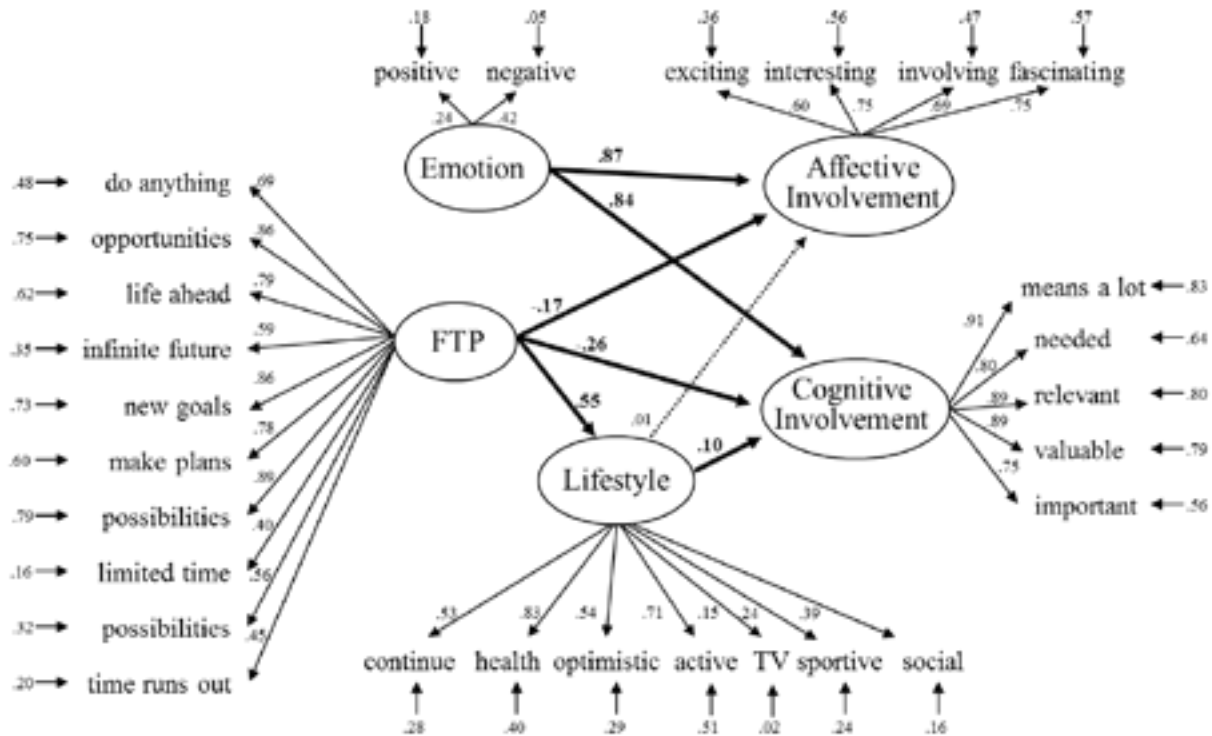 .18 .05 .36 .56 .47 .57
positive negative exciting interesting involving fascinating
.24 .42 .60 .75 .69 .75
Emotion
Affective
Involvement
.87
.84
.48 do anything .69
.75 opportunities .86
.62 life ahead .79
.35 infinite future .59
.73 new goals .86
.60 make plans .78
.79 possibilities .89
.16 limited time .40
.32 possibilities .56
.20 time runs out .45
FTP
-.17
-.26
.55
.01
.10
Cognitive
Involvement
Lifestyle
.91 means a lot .83
.80 needed .64
.89 relevant .80
.89 valuable .79
.75 important .56
.53 .83 .54 .71 .15 .24 .39
continue health optimistic active TV sportive social
.28 .40 .29 .51 .02 .24 .16